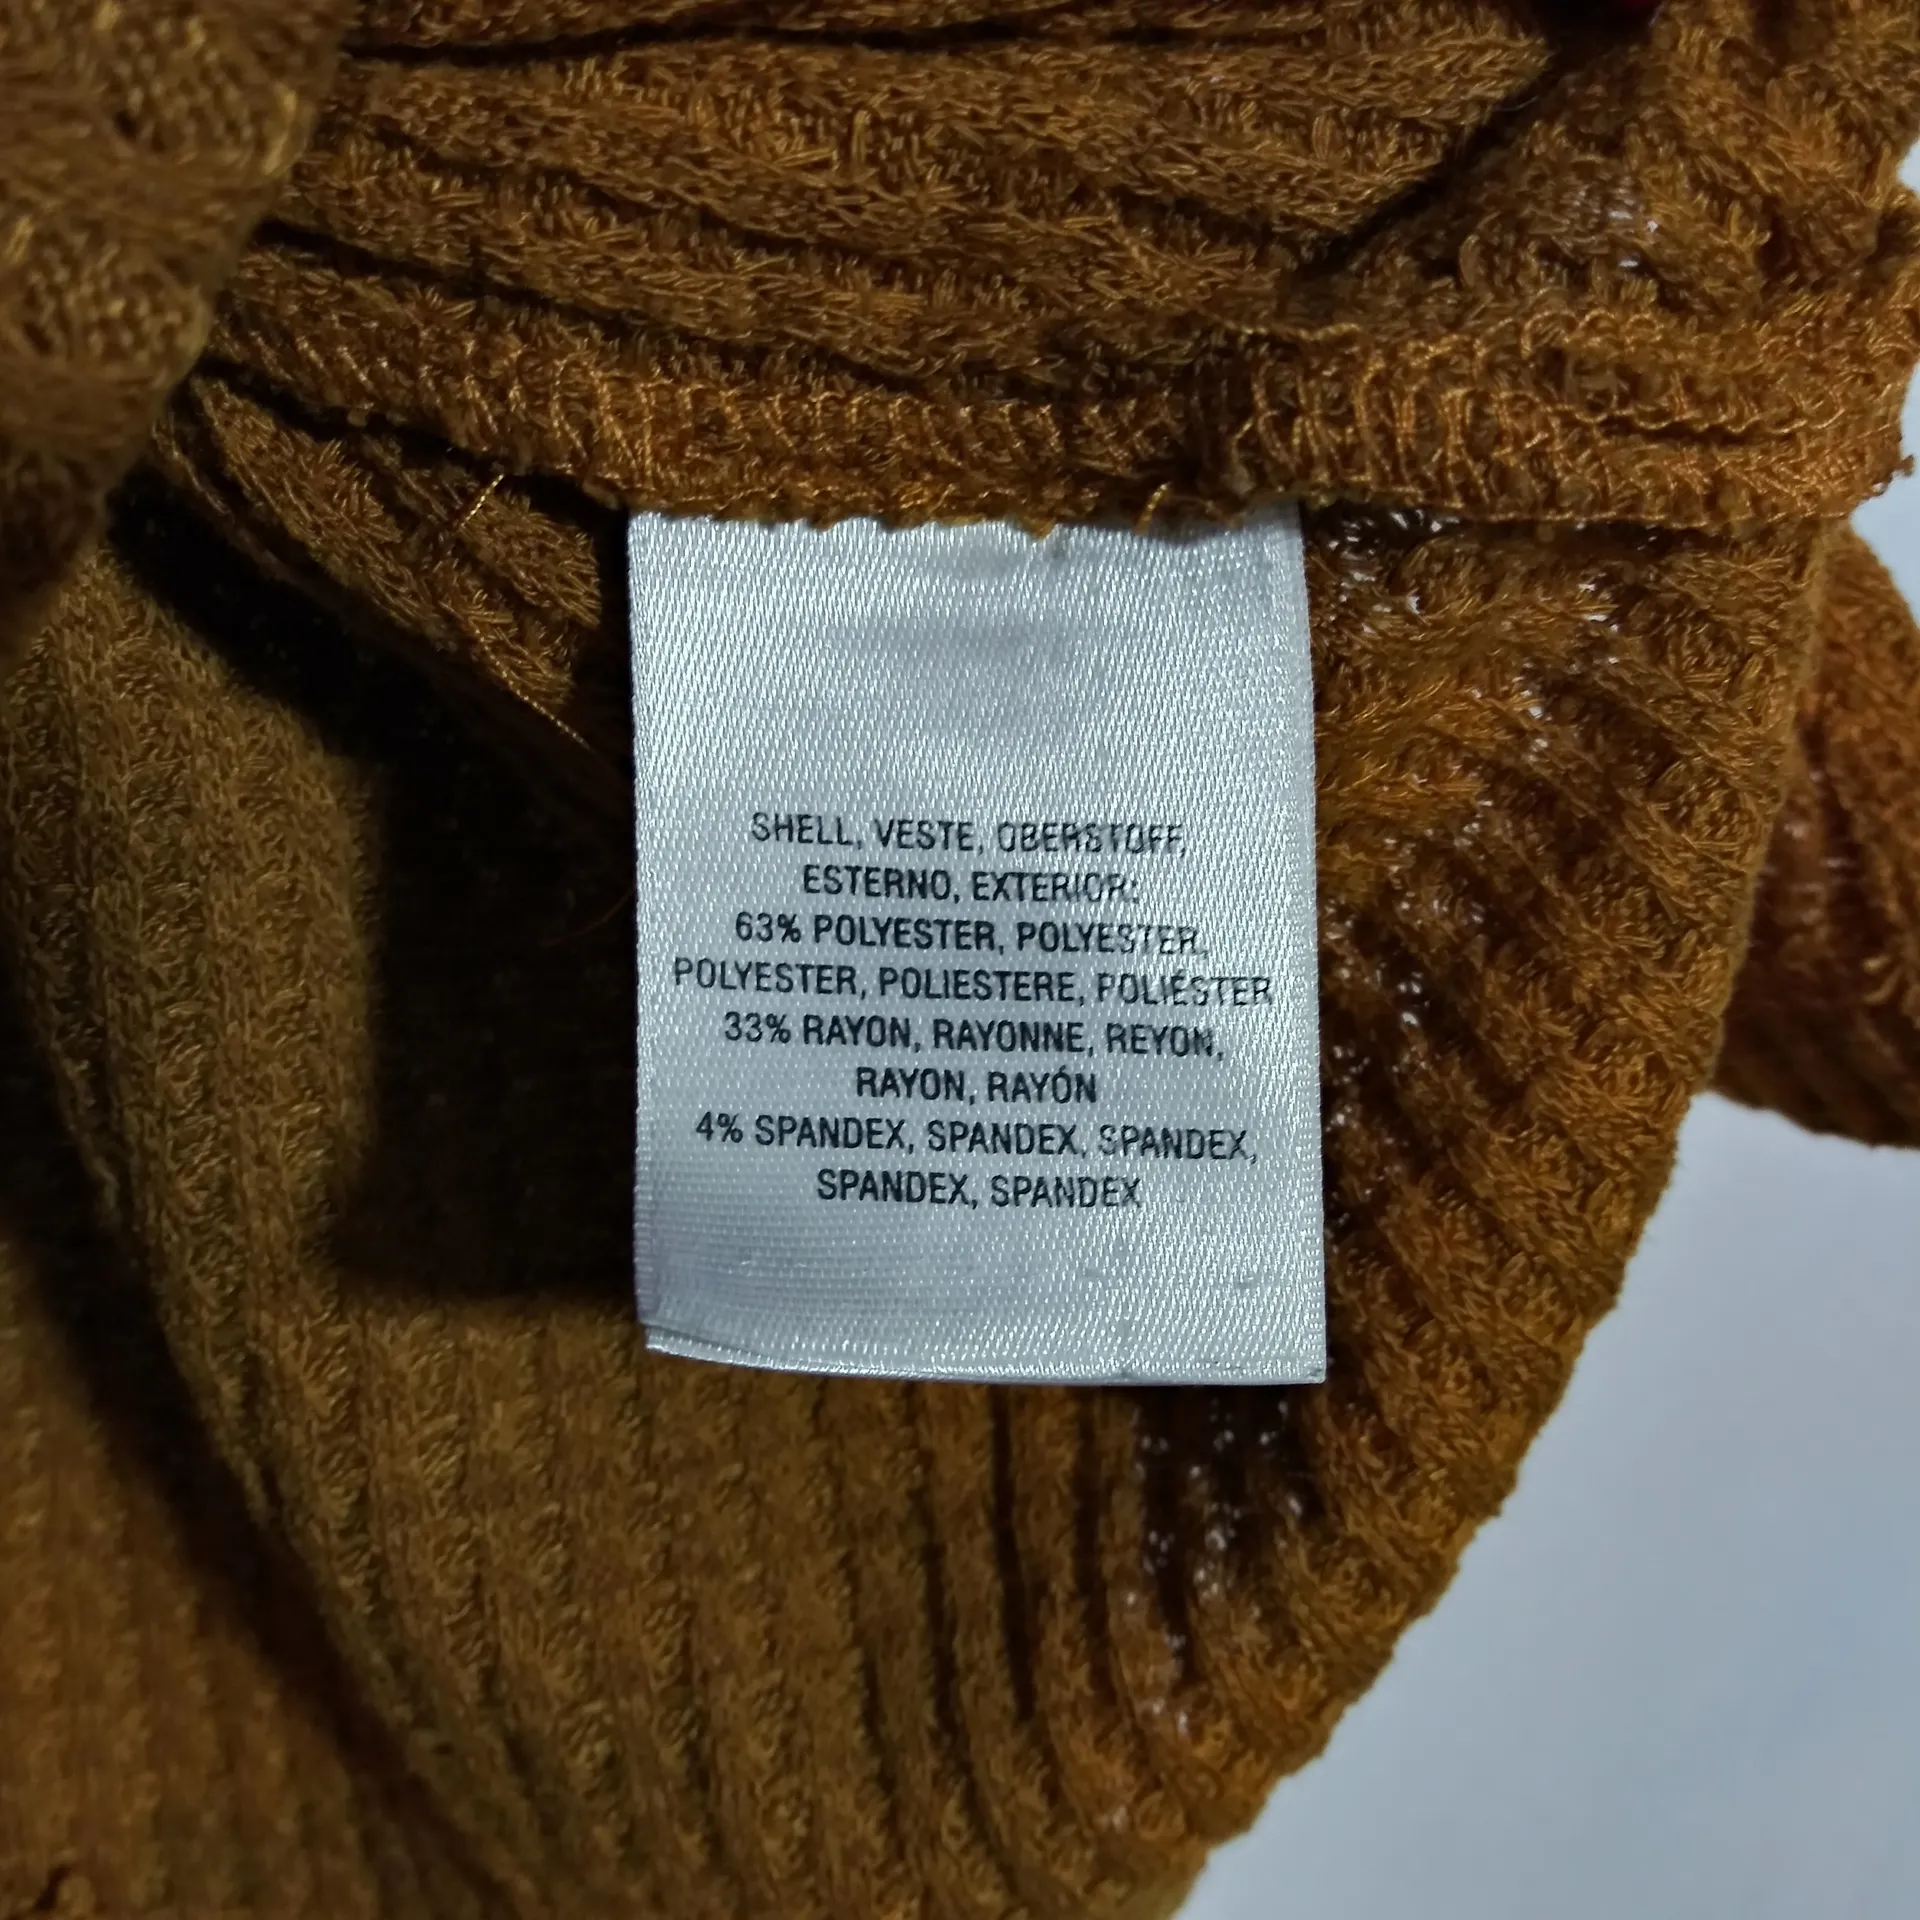 SHELL, VESTE, OBERSTOFF,
ESTERNO, EXTERIOR:
63% POLYESTER, POLYESTER,
POLYESTER, POLIESTERE, POLIÉSTER
33% RAYON, RAYONNE, REYON,
RAYON, RAYÓN
4% SPANDEX, SPANDEX, SPANDEX,
SPANDEX, SPANDEX